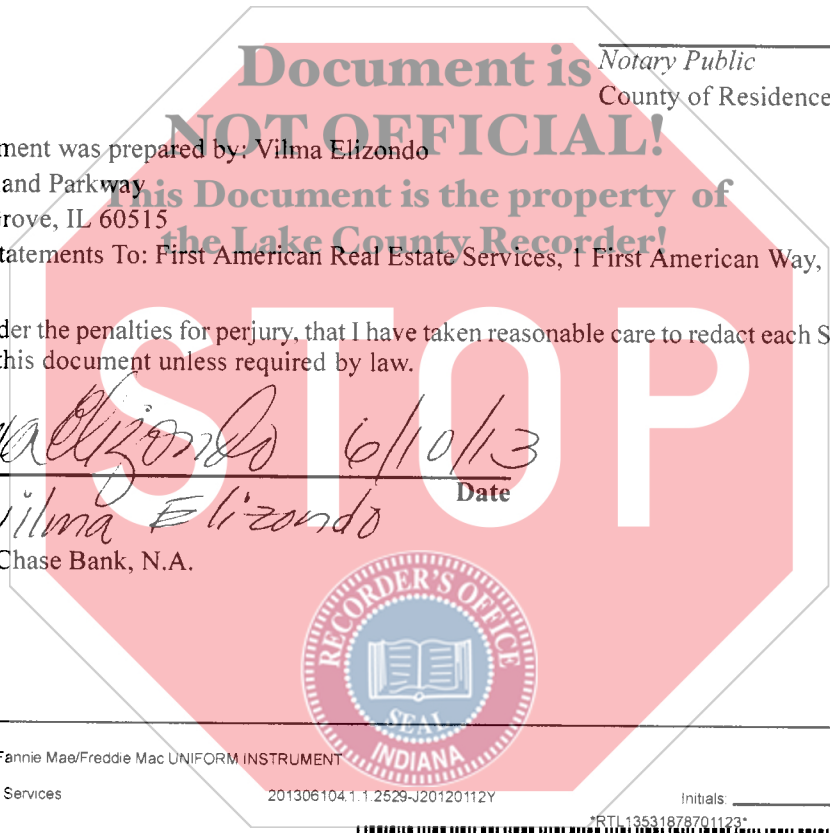 Document is
NOT OFFICIAL!
This Document is the property of
the Lake County Recorder!
Notary Public
County of Residence
ment was prepared by: Vilma Elizondo
and Parkway
rove, IL 60515
tatements To: First American Real Estate Services, 1 First American Way,
der the penalties for perjury, that I have taken reasonable care to redact each S
this document unless required by law.
STOP
a Elizondo 6/10/13
Date
Vilma Elizondo
Chase Bank, N.A.
RECORDER'S OFFICE
SEAL
INDIANA
Fannie Mae/Freddie Mac UNIFORM INSTRUMENT
Services 201306104.1.1.2529-J20120112Y Initials:
*RTL13531878701123*